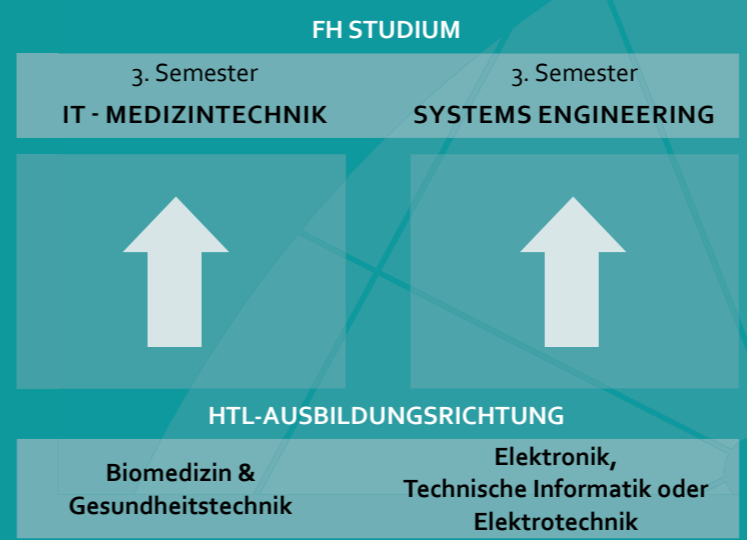 FH STUDIUM
3. Semester
IT - MEDIZINTECHNIK
3. Semester
SYSTEMS ENGINEERING
HTL-AUSBILDUNGSRICHTUNG
Biomedizin &
Gesundheitstechnik
Elektronik,
Technische Informatik oder
Elektrotechnik